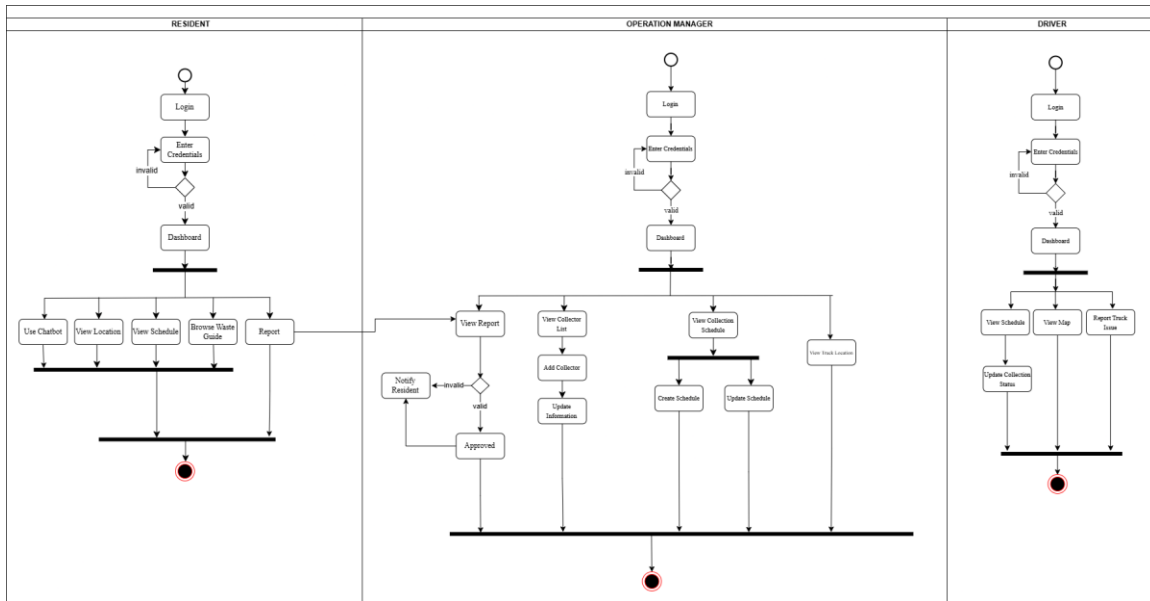 RESIDENT
OPERATION MANAGER
DRIVER
Login
Enter
Credentials
invalid
valid
Dashboard
Use Chatbot
View Location
View Schedule
Browse Waste
Guide
Report
Login
Enter Credentials
invalid
valid
Dashboard
View Report
Notify
Resident
invalid
valid
Approved
View Collector
List
Add Collector
Update
Information
View Collection
Schedule
Create Schedule
Update Schedule
View Truck Location
Login
Enter Credentials
invalid
valid
Dashboard
View Schedule
View Map
Report Truck
Issue
Update Collection
Status